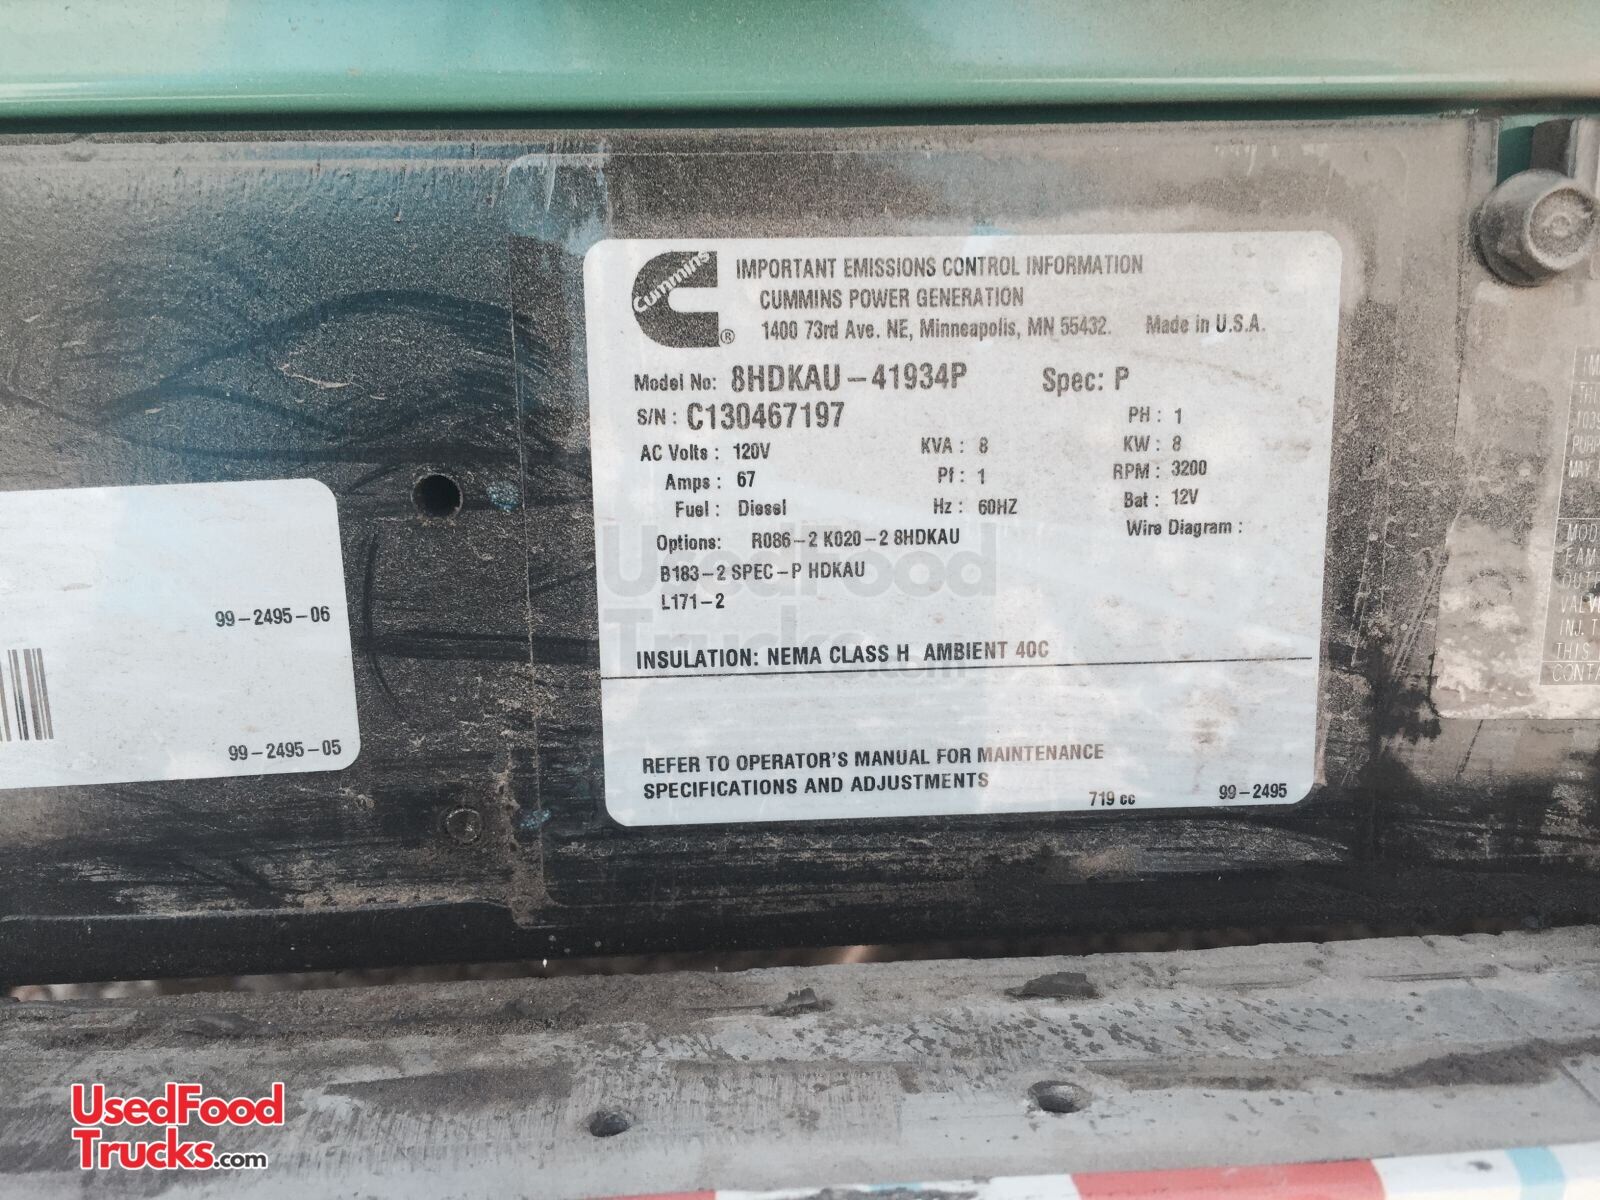 Cummins
®
IMPORTANT EMISSIONS CONTROL INFORMATION
CUMMINS POWER GENERATION
1400 73rd Ave. NE, Minneapolis, MN 55432. Made in U.S.A.
Model No: 8HDKAU-41934P Spec: P
S/N: C130467197 PH: 1
AC Volts: 120V KVA: 8 KW: 8
Amps: 67 Pf: 1 RPM: 3200
Fuel: Diesel Hz: 60HZ Bat: 12V
Options: R086-2 K020-2 8HDKAU Wire Diagram:
B183-2 SPEC-P HDKAU
L171-2
INSULATION: NEMA CLASS H AMBIENT 40C
REFER TO OPERATOR'S MANUAL FOR MAINTENANCE
SPECIFICATIONS AND ADJUSTMENTS
719 cc 99-2495
99-2495-06
99-2495-05
UsedFood
Trucks.com
UsedFood
Trucks.com